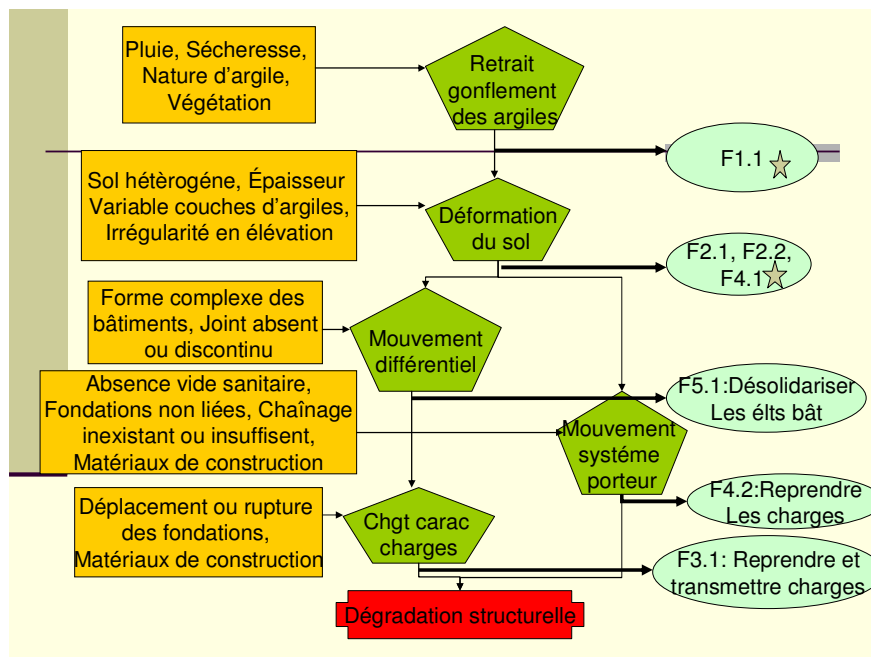 Pluie, Sécheresse,
Nature d'argile,
Végétation
Retrait
gonflement
des argiles
F1.1
Sol hétèrogéne, Épaisseur
Variable couches d'argiles,
Irrégularité en élévation
Déformation
du sol
F2.1, F2.2,
F4.1
Forme complexe des
bâtiments, Joint absent
ou discontinu
Mouvement
différentiel
Absence vide sanitaire,
Fondations non liées, Chaînage
inexistant ou insuffisent,
Matériaux de construction
F5.1:Désolidariser
Les élts bât
Mouvement
systéme
porteur
F4.2:Reprendre
Les charges
Déplacement ou rupture
des fondations,
Matériaux de construction
Chgt carac
charges
F3.1: Reprendre et
transmettre charges
Dégradation structurelle